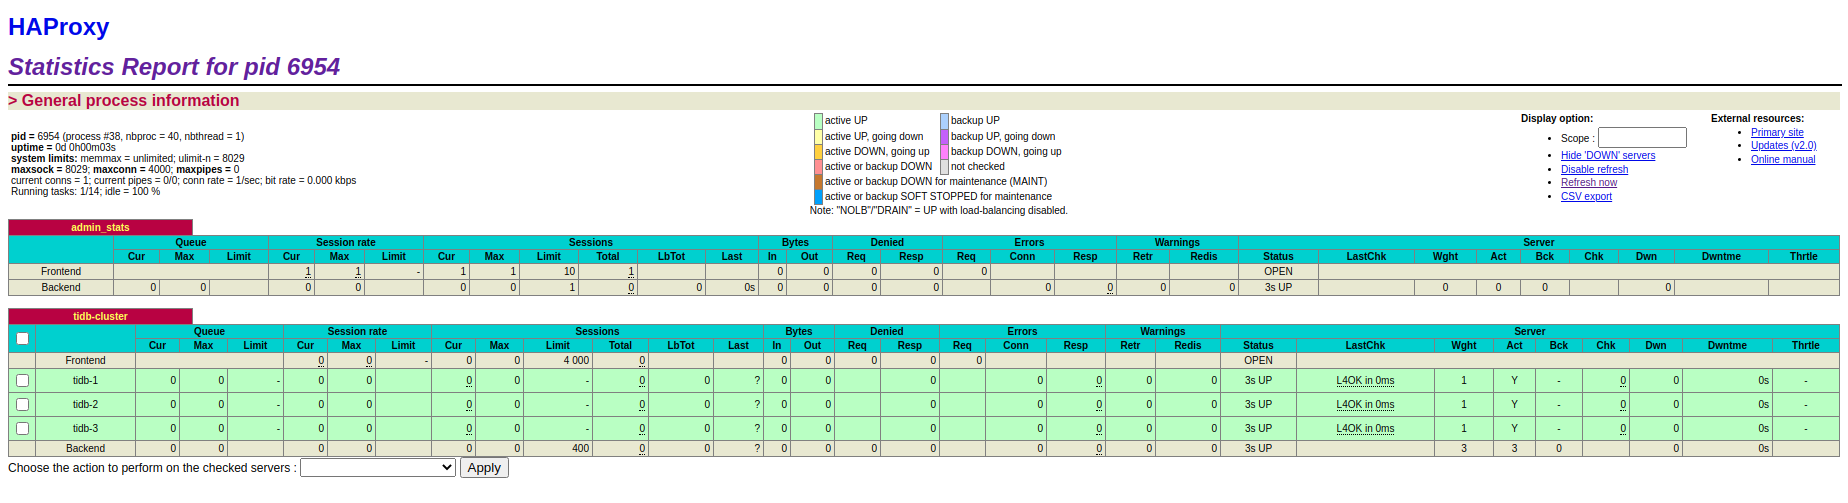 HAProxy
Statistics Report for pid 6954
> General process information
pid = 6954 (process #38, nbproc = 40, nbthread = 1)
uptime = 0d 0h00m03s
system limits: memmax = unlimited; ulimit-n = 8029
maxsock = 8029; maxconn = 4000; maxpipes = 0
current conns = 1; current pipes = 0/0; conn rate = 1/sec; bit rate = 0.000 kbps
Running tasks: 1/14; idle = 100 %
active UP backup UP
active UP, going down backup UP, going down
active DOWN, going up backup DOWN, going up
active or backup DOWN not checked
active or backup DOWN for maintenance (MAINT)
active or backup SOFT STOPPED for maintenance
Note: "NOLB"/"DRAIN" = UP with load-balancing disabled.
Display option:
• Scope :
• Hide 'DOWN' servers
• Disable refresh
• Refresh now
• CSV export
External resources:
• Primary site
• Updates (v2.0)
• Online manual
admin_stats
Queue Session rate Sessions Bytes Denied Errors Warnings Server
Cur Max Limit Cur Max Limit Cur Max Limit Total LbTot Last In Out Req Resp Req Conn Resp Retr Redis Status LastChk Wght Act Bck Chk Dwn Dwntme Thrtle
Frontend 1 1 - 1 1 10 1 0 0 0 0 0 OPEN
Backend 0 0 0 0 0 0 1 0 0 0s 0 0 0 0 0 0 0 0 3s UP 0 0 0 0
tidb-cluster
Queue Session rate Sessions Bytes Denied Errors Warnings Server
Cur Max Limit Cur Max Limit Cur Max Limit Total LbTot Last In Out Req Resp Req Conn Resp Retr Redis Status LastChk Wght Act Bck Chk Dwn Dwntme Thrtle
Frontend 0 0 - 0 0 4 000 0 0 0 0 0 0 OPEN
tidb-1 0 0 - 0 0 0 0 - 0 0 ? 0 0 0 0 0 0 0 3s UP L4OK in 0ms 1 Y - 0 0 0s -
tidb-2 0 0 - 0 0 0 0 - 0 0 ? 0 0 0 0 0 0 0 3s UP L4OK in 0ms 1 Y - 0 0 0s -
tidb-3 0 0 - 0 0 0 0 - 0 0 ? 0 0 0 0 0 0 0 3s UP L4OK in 0ms 1 Y - 0 0 0s -
Backend 0 0 0 0 0 0 400 0 0 ? 0 0 0 0 0 0 0 0 3s UP 3 3 0 0 0s
Choose the action to perform on the checked servers : Apply